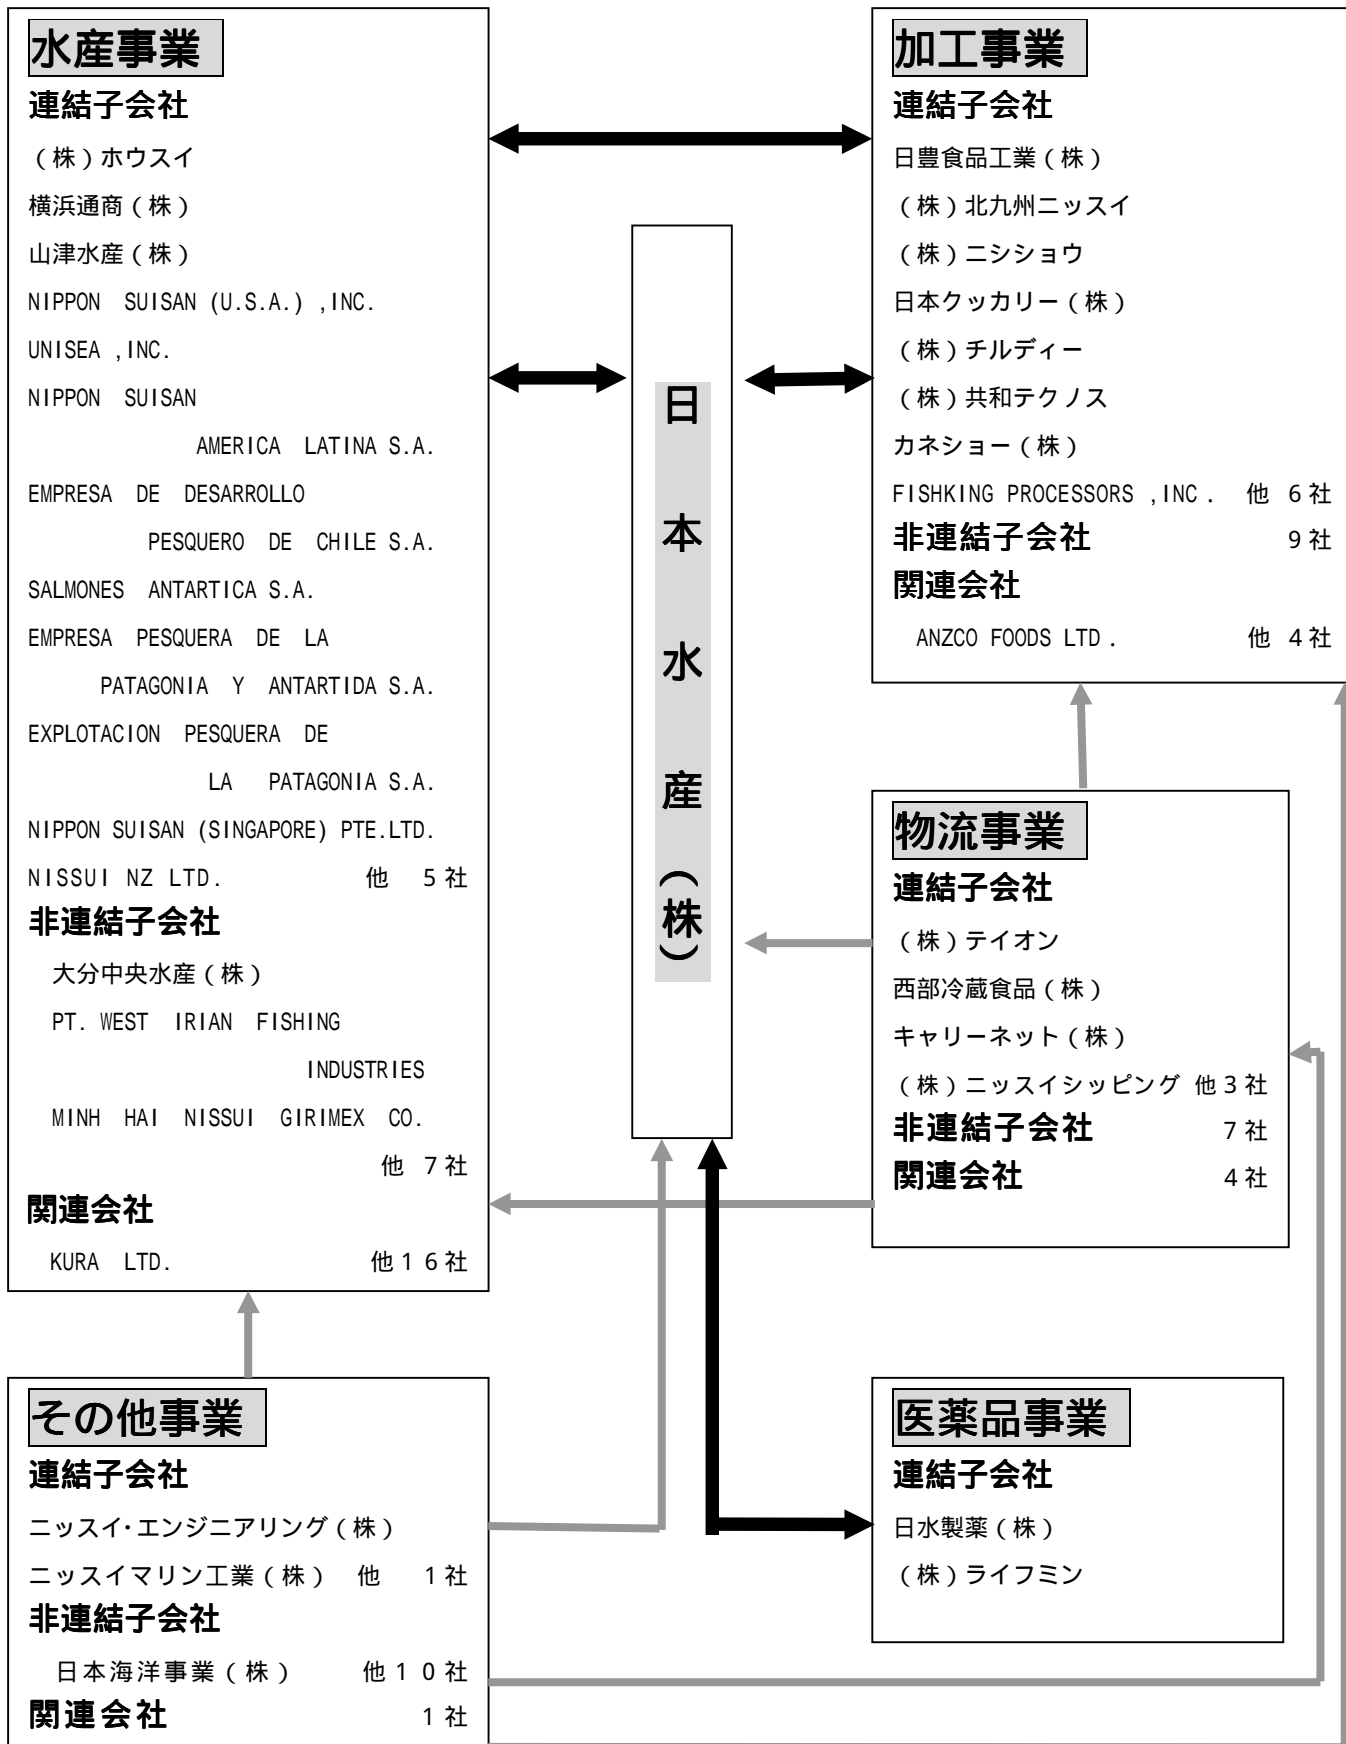 水産事業
連結子会社
（株）ホウスイ
横浜通商（株）
山津水産（株）
NIPPON SUISAN (U.S.A.) ,INC.
UNISEA ,INC.
NIPPON SUISAN
AMERICA LATINA S.A.
EMPRESA DE DESARROLLO
PESQUERO DE CHILE S.A.
SALMONES ANTARTICA S.A.
EMPRESA PESQUERA DE LA
PATAGONIA Y ANTARTIDA S.A.
EXPLOTACION PESQUERA DE
LA PATAGONIA S.A.
NIPPON SUISAN (SINGAPORE) PTE.LTD.
NISSUI NZ LTD. 他 5社
非連結子会社
大分中央水産（株）
PT. WEST IRIAN FISHING
INDUSTRIES
MINH HAI NISSUI GIRIMEX CO.
他 7社
関連会社
KURA LTD. 他16社
日本水産（株）
加工事業
連結子会社
日豊食品工業（株）
（株）北九州ニッスイ
（株）ニシショウ
日本クッカリー（株）
（株）チルディー
（株）共和テクノス
カネショー（株）
FISHKING PROCESSORS ,INC. 他 6社
非連結子会社 9社
関連会社
ANZCO FOODS LTD. 他 4社
物流事業
連結子会社
（株）テイオン
西部冷蔵食品（株）
キャリーネット（株）
（株）ニッスイシッピング 他3社
非連結子会社 7社
関連会社 4社
その他事業
連結子会社
ニッスイ･エンジニアリング（株）
ニッスイマリン工業（株） 他 1社
非連結子会社
日本海洋事業（株） 他10社
関連会社 1社
医薬品事業
連結子会社
日水製薬（株）
（株）ライフミン